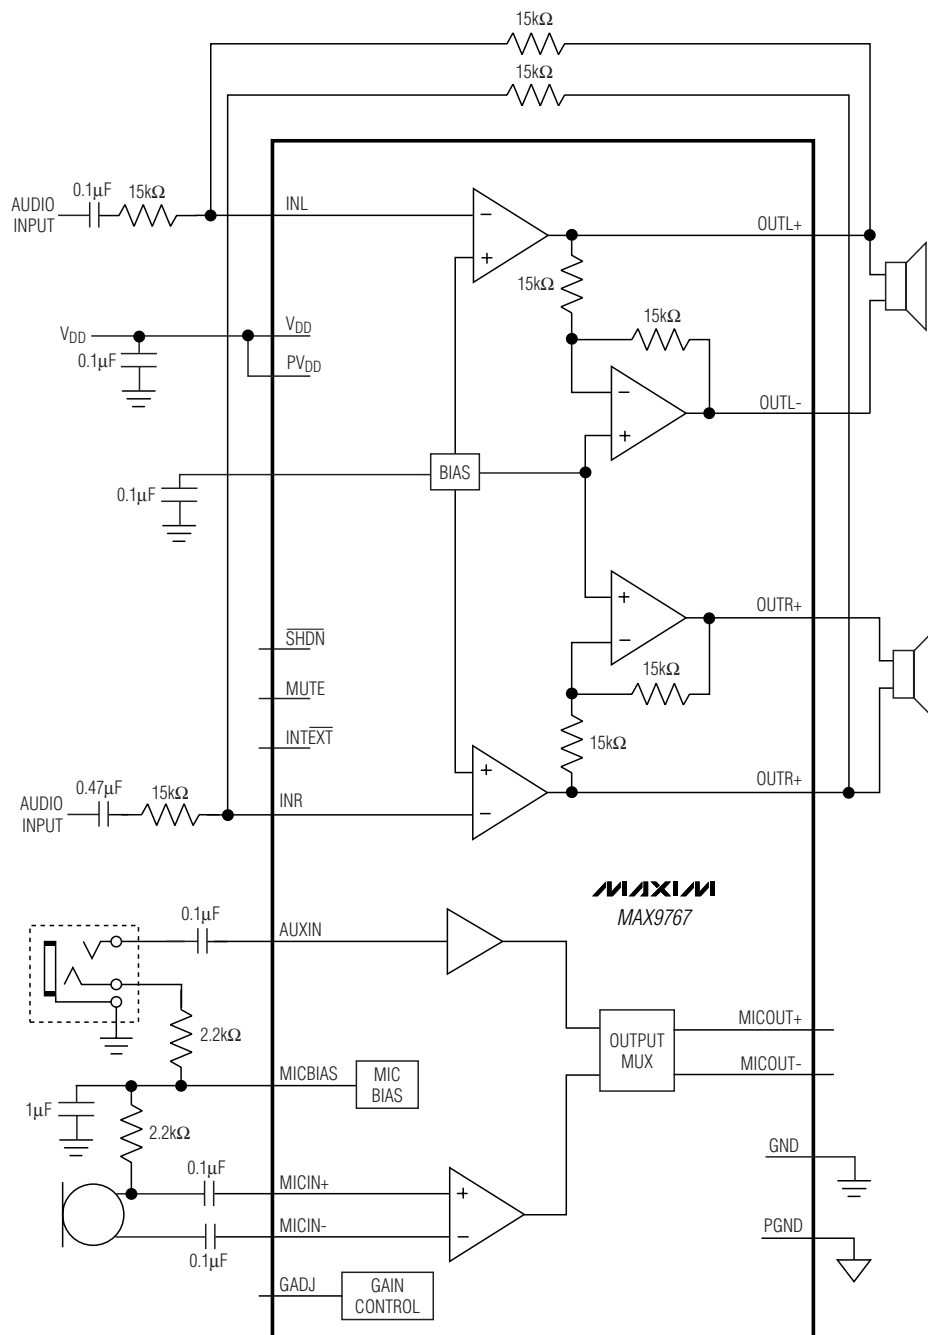 15kΩ
15kΩ
0.1µF
15kΩ
AUDIO
INPUT
INL
OUTL+
15kΩ
15kΩ
VDD
VDD
0.1µF
PVDD
OUTL-
BIAS
0.1µF
OUTR+
SHDN
15kΩ
MUTE
15kΩ
INTEXT
0.47µF
15kΩ
AUDIO
INPUT
INR
OUTR+
MAXIM
MAX9767
0.1µF
AUXIN
2.2kΩ
OUTPUT
MUX
MICOUT+
MICOUT-
MICBIAS
MIC
BIAS
1µF
2.2kΩ
0.1µF
MICIN+
MICIN-
0.1µF
GND
PGND
GADJ
GAIN
CONTROL